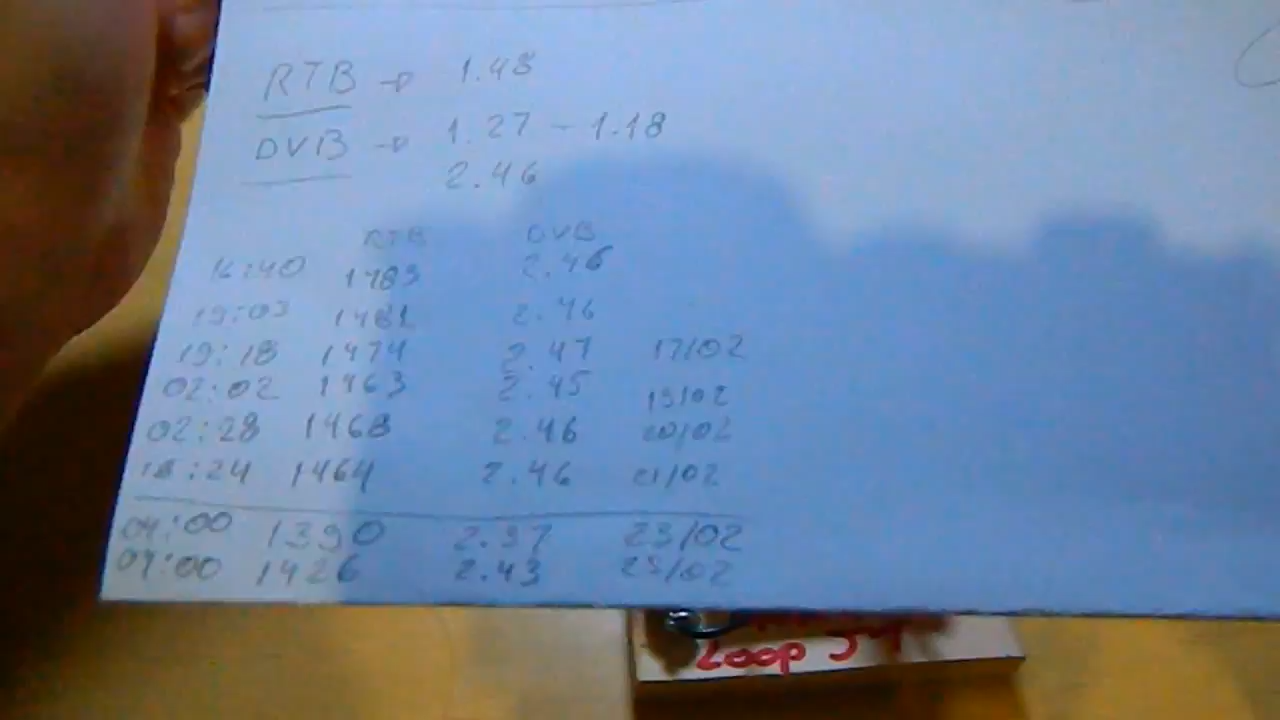 RTB → 1.48
DVB → 1.27 - 1.18
2.46
RTB DVB
16:40 1483 2.46
19:03 1481 2.46
19:18 1474 2.47 17/02
02:02 1463 2.45 19/02
02:28 1468 2.46 20/02
18:24 1464 2.46 21/02
04:00 1390 2.37 23/02
04:00 1426 2.43 25/02
Loop